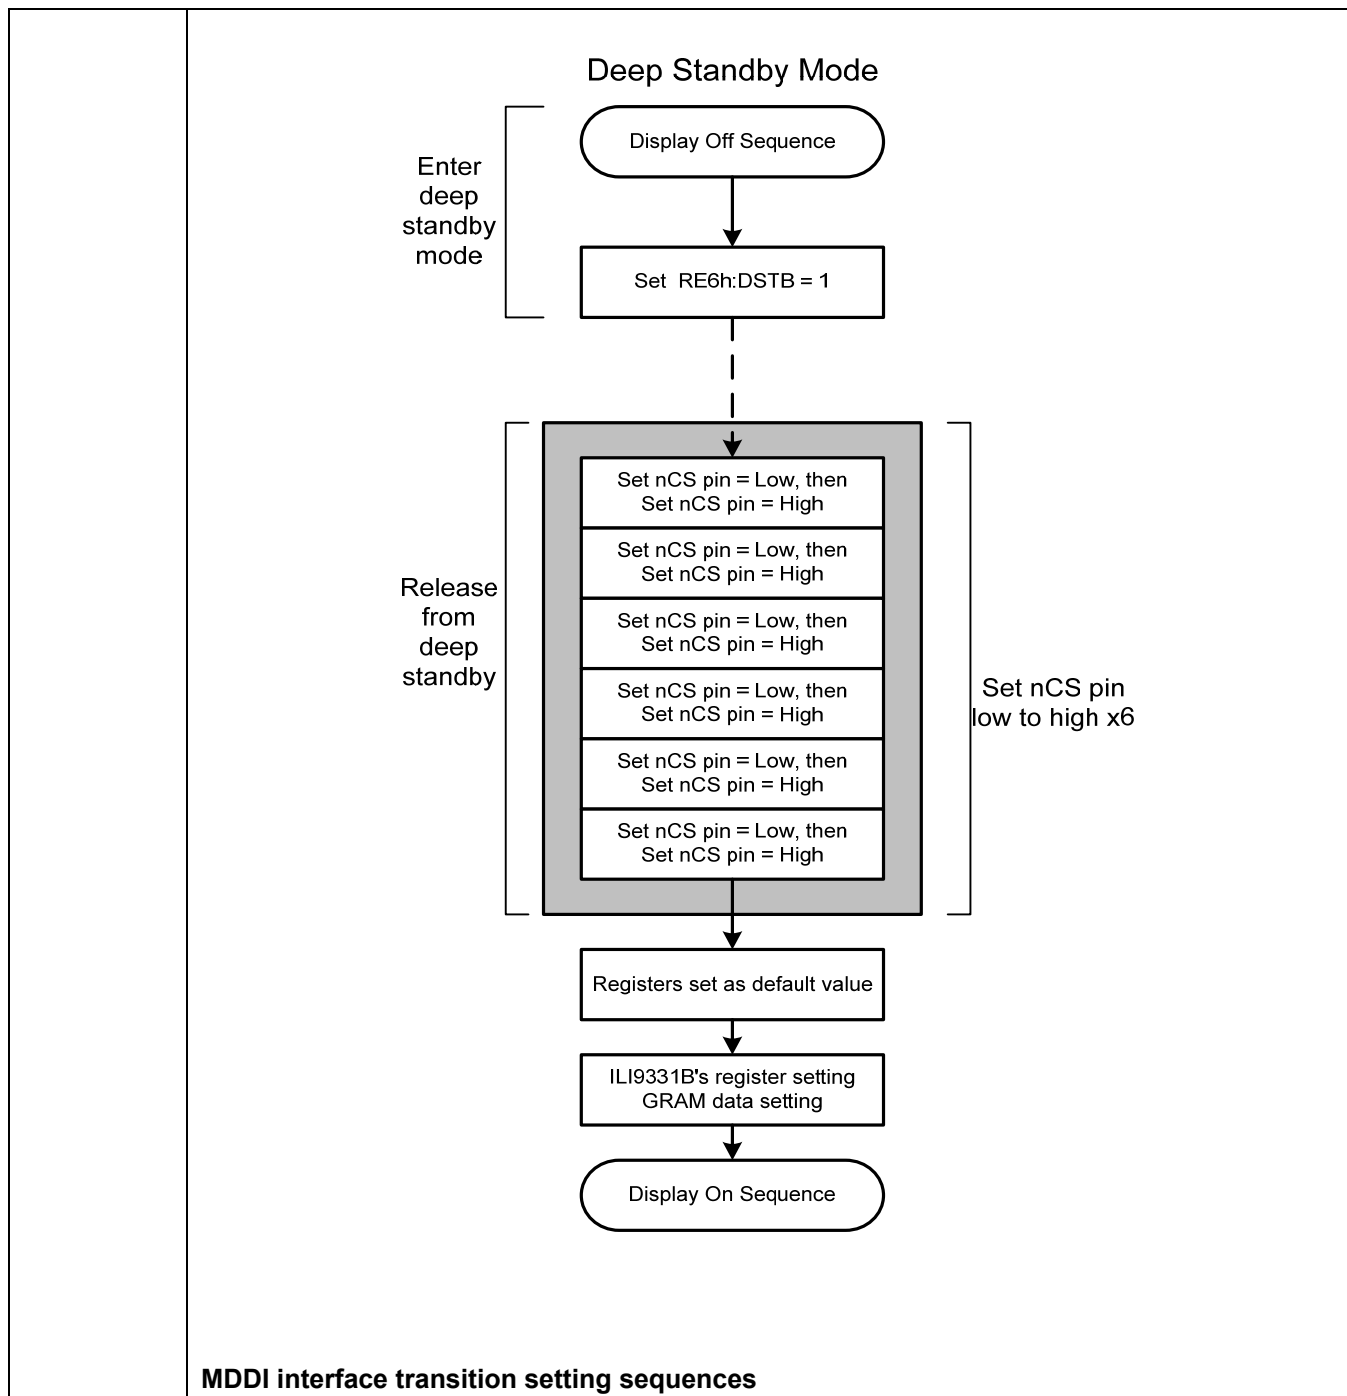 Deep Standby Mode
Enter
deep
standby
mode
Display Off Sequence
Set RE6h:DSTB = 1
Release
from
deep
standby
Set nCS pin = Low, then
Set nCS pin = High
Set nCS pin = Low, then
Set nCS pin = High
Set nCS pin = Low, then
Set nCS pin = High
Set nCS pin = Low, then
Set nCS pin = High
Set nCS pin = Low, then
Set nCS pin = High
Set nCS pin = Low, then
Set nCS pin = High
Set nCS pin
low to high x6
Registers set as default value
ILI9331B's register setting
GRAM data setting
Display On Sequence
MDDI interface transition setting sequences